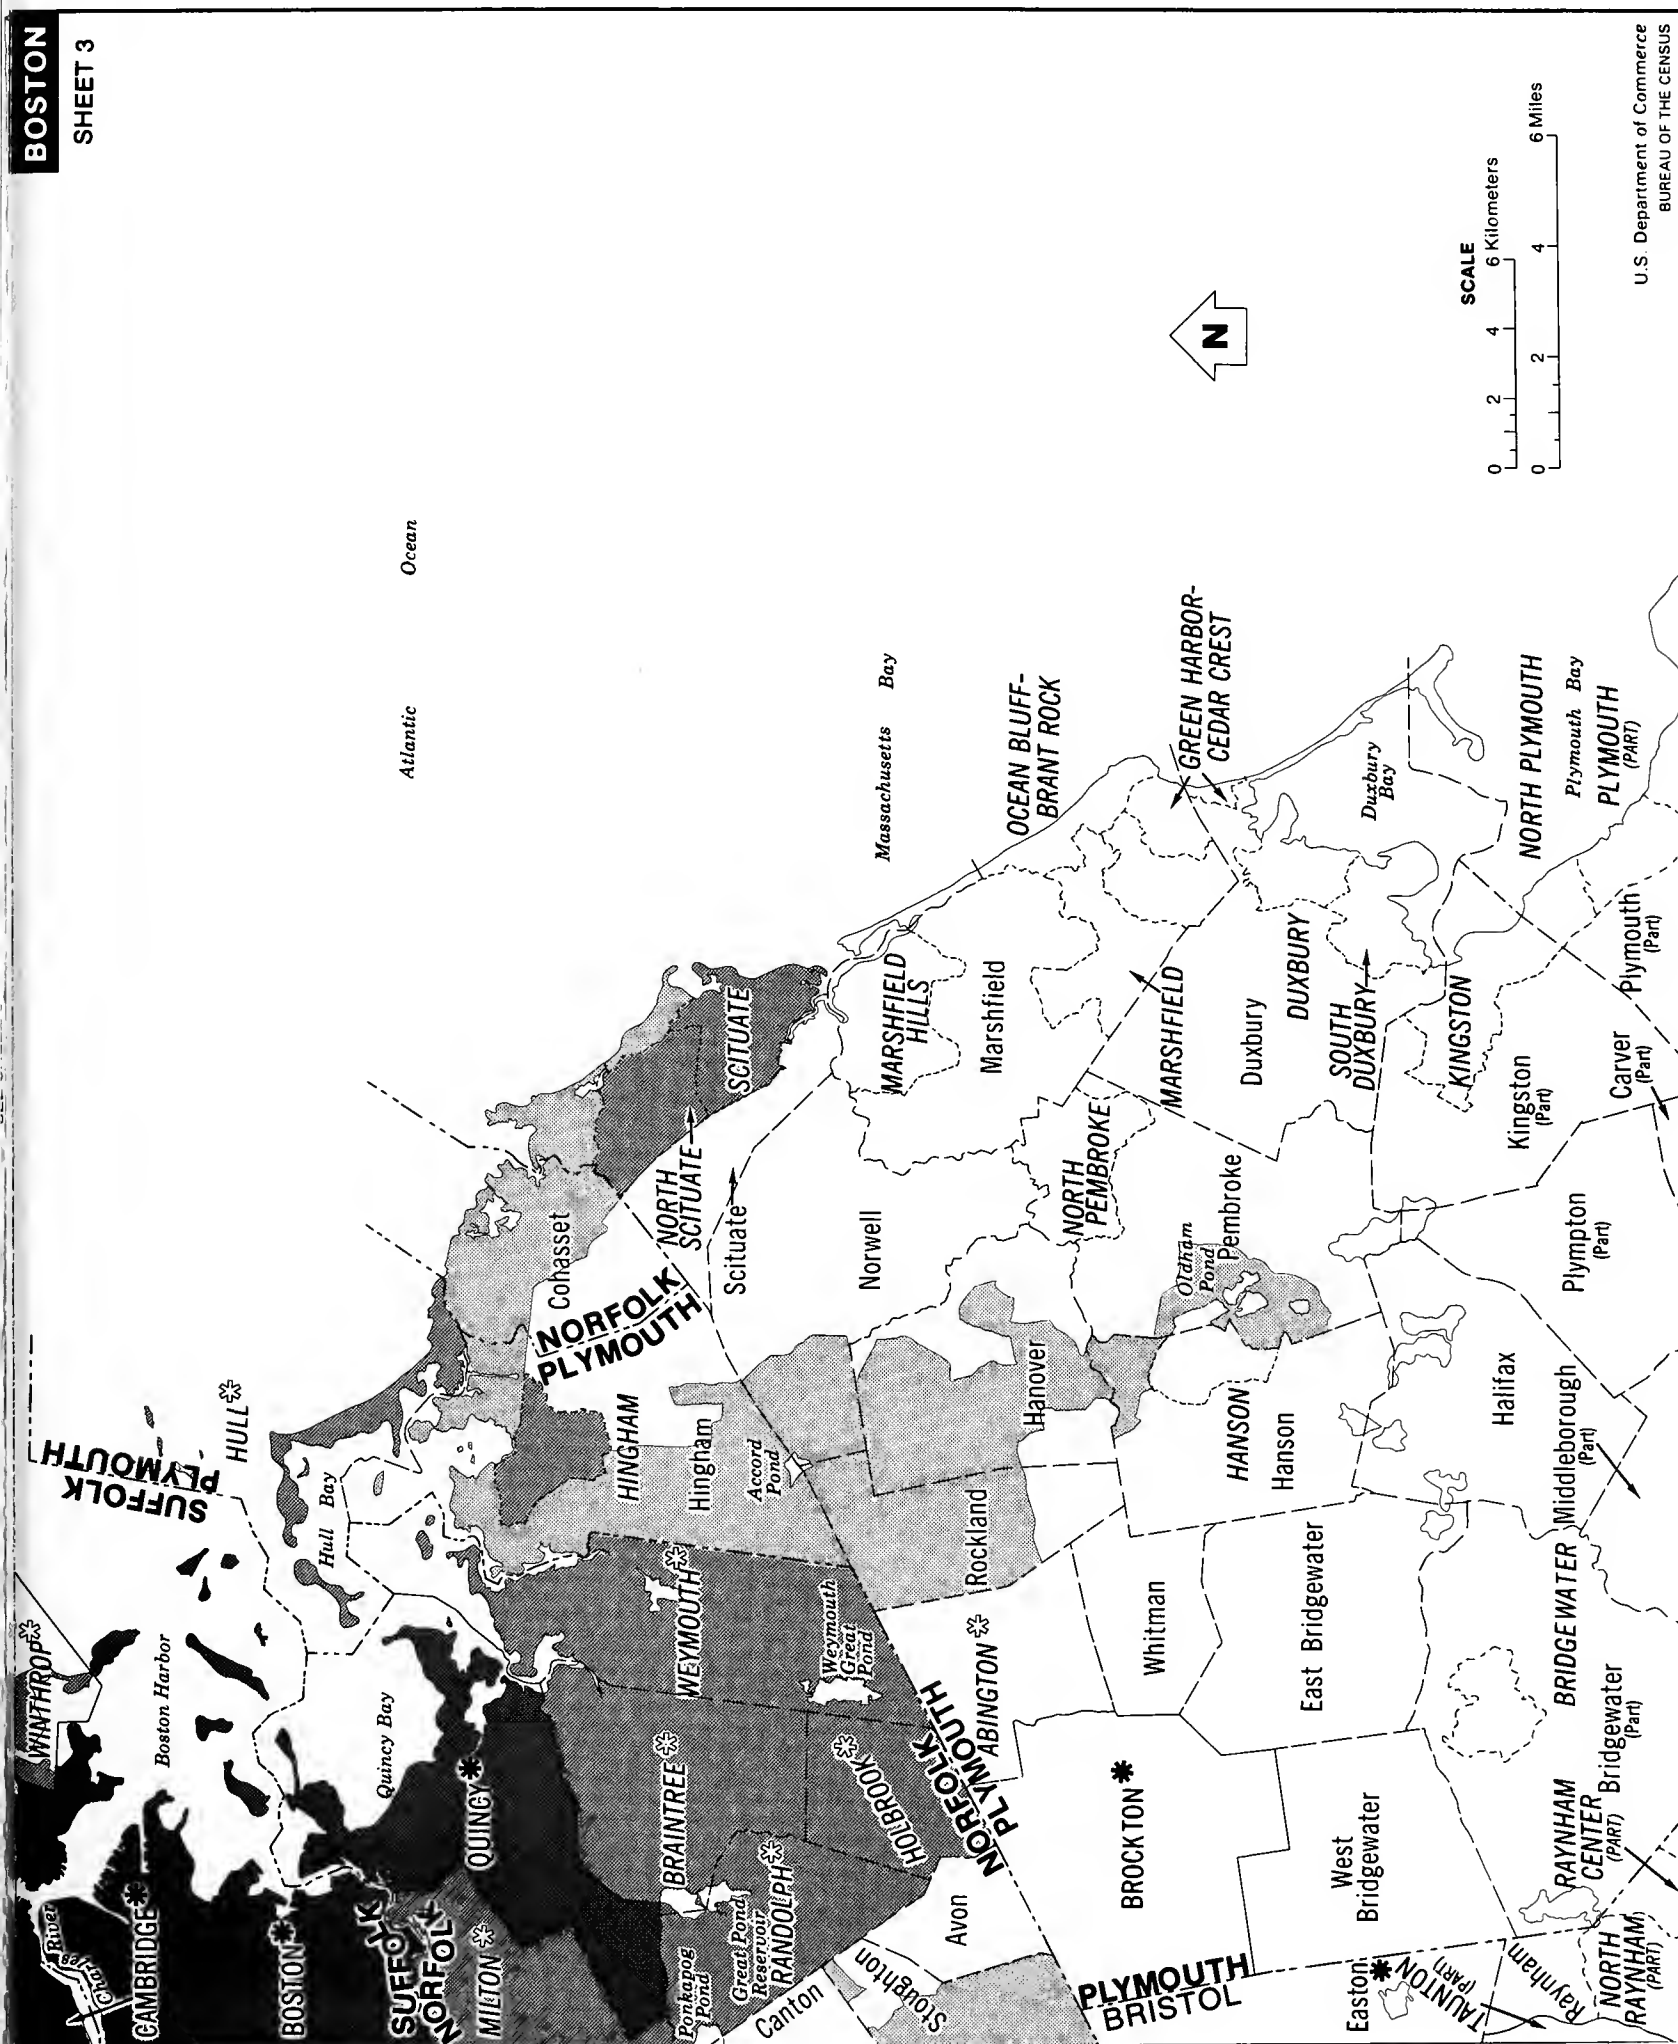 BOSTON
SHEET 3
Atlantic Ocean
Massachusetts Bay
SUFFOLK
PLYMOUTH
HULL
Hull Bay
WINTHROP
Boston Harbor
Quincy Bay
Charles River
CAMBRIDGE
BOSTON
SUFFOLK
NORFOLK
MILTON
QUINCY
WEYMOUTH
Weymouth
Great
Pond
BRAINTREE
HOLBROOK
Great Pond
Reservoir
RANDOLPH
Ponkapog
Pond
Canton
Stoughton
Avon
NORFOLK
PLYMOUTH
Cohasset
NORFOLK
PLYMOUTH
HINGHAM
Hingham
Accord
Pond
NORTH
SCITUATE
SCITUATE
Scituate
Norwell
Hanover
Rockland
ABINGTON
Whitman
BROCKTON
PLYMOUTH
BRISTOL
MARSHFIELD
HILLS
Marshfield
OCEAN BLUFF-
BRANT ROCK
GREEN HARBOR-
CEDAR CREST
MARSHFIELD
NORTH
PEMBROKE
Oldham
Pond
Pembroke
HANSON
Hanson
East Bridgewater
West
Bridgewater
Easton
TAUNTON
(PART)
Raynham
NORTH
RAYNHAM
(PART)
RAYNHAM
CENTER
(PART)
BRIDGEWATER
Bridgewater
(Part)
Middleborough
(Part)
Halifax
Plympton
(Part)
Duxbury
DUXBURY
SOUTH
DUXBURY
Duxbury
Bay
KINGSTON
Kingston
(Part)
Carver
(Part)
Plymouth
(Part)
NORTH PLYMOUTH
Plymouth Bay
PLYMOUTH
(PART)
N
SCALE
0 2 4 6 Kilometers
0 2 4 6 Miles
U.S. Department of Commerce
BUREAU OF THE CENSUS